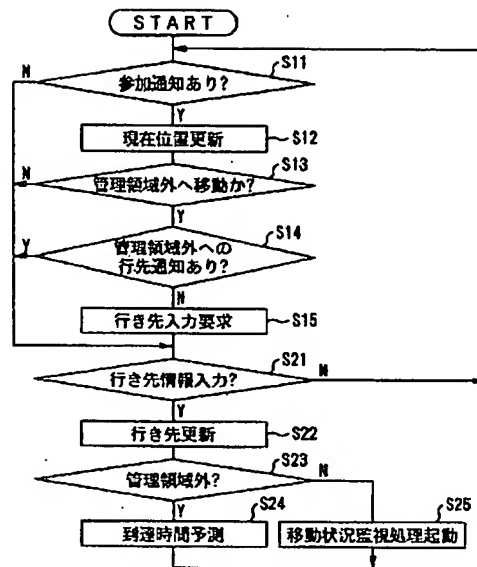 START
S11
N
参加通知あり?
Y
現在位置更新
S12
S13
N
管理領域外へ移動か?
Y
S14
Y
管理領域外への
行先通知あり?
N
行き先入力要求
S15
S21
行き先情報入力?
N
Y
行き先更新
S22
S23
管理領域外?
N
Y
S24
S25
到達時間予測
移動状況監視処理起動